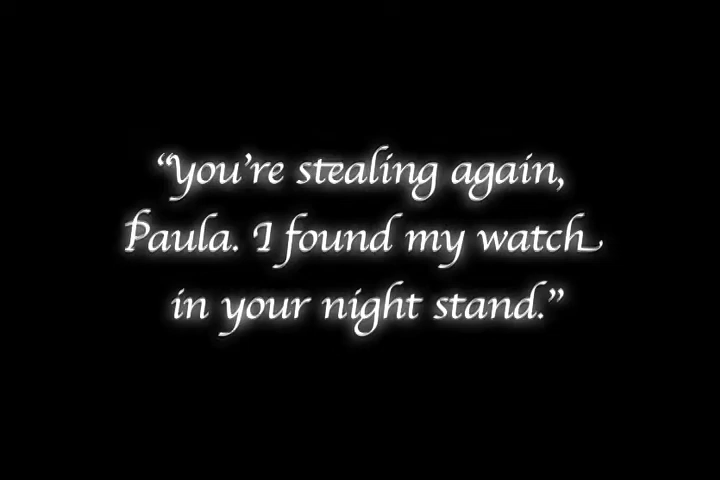 “You’re stealing again,
Paula. I found my watch
in your night stand.”